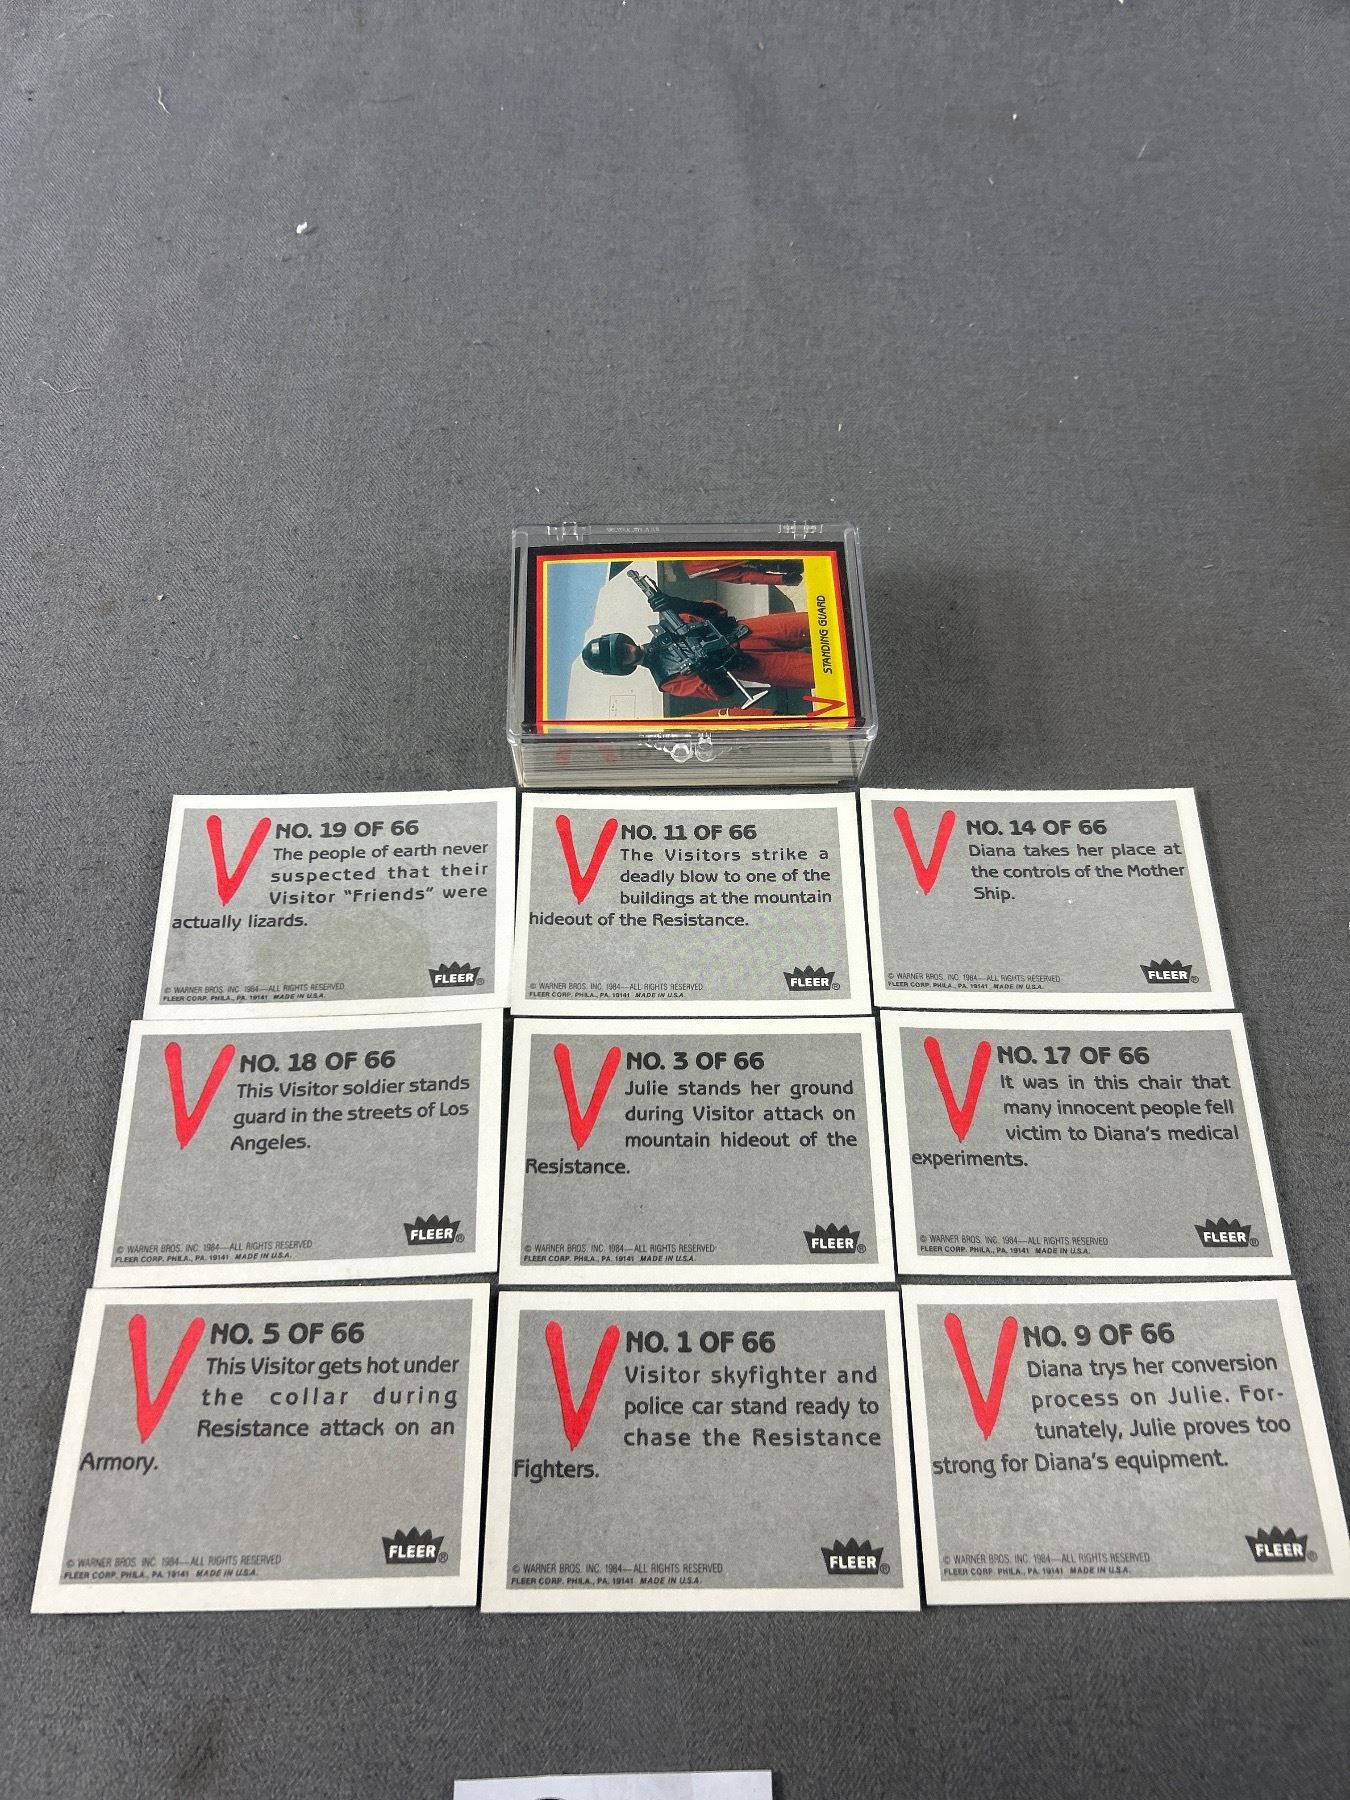 STANDING GUARD
V
V NO. 19 OF 66
The people of earth never
suspected that their
Visitor "Friends" were
actually lizards.
FLEER®
© WARNER BROS. INC. 1984—ALL RIGHTS RESERVED
FLEER CORP. PHILA., PA. 19141 MADE IN U.S.A.
V NO. 11 OF 66
The Visitors strike a
deadly blow to one of the
buildings at the mountain
hideout of the Resistance.
FLEER®
© WARNER BROS. INC. 1984—ALL RIGHTS RESERVED
FLEER CORP. PHILA., PA. 19141 MADE IN U.S.A.
V NO. 14 OF 66
Diana takes her place at
the controls of the Mother
Ship.
FLEER®
© WARNER BROS. INC. 1984—ALL RIGHTS RESERVED
FLEER CORP. PHILA., PA. 19141 MADE IN U.S.A.
V NO. 18 OF 66
This Visitor soldier stands
guard in the streets of Los
Angeles.
FLEER®
© WARNER BROS. INC. 1984—ALL RIGHTS RESERVED
FLEER CORP. PHILA., PA. 19141 MADE IN U.S.A.
V NO. 3 OF 66
Julie stands her ground
during Visitor attack on
mountain hideout of the
Resistance.
FLEER®
© WARNER BROS. INC. 1984—ALL RIGHTS RESERVED
FLEER CORP. PHILA., PA. 19141 MADE IN U.S.A.
V NO. 17 OF 66
It was in this chair that
many innocent people fell
victim to Diana's medical
experiments.
FLEER®
© WARNER BROS. INC. 1984—ALL RIGHTS RESERVED
FLEER CORP. PHILA., PA. 19141 MADE IN U.S.A.
V NO. 5 OF 66
This Visitor gets hot under
the collar during
Resistance attack on an
Armory.
FLEER®
© WARNER BROS. INC. 1984—ALL RIGHTS RESERVED
FLEER CORP. PHILA., PA. 19141 MADE IN U.S.A.
V NO. 1 OF 66
Visitor skyfighter and
police car stand ready to
chase the Resistance
Fighters.
FLEER®
© WARNER BROS. INC. 1984—ALL RIGHTS RESERVED
FLEER CORP. PHILA., PA. 19141 MADE IN U.S.A.
V NO. 9 OF 66
Diana trys her conversion
process on Julie. For-
tunately, Julie proves too
strong for Diana's equipment.
FLEER®
© WARNER BROS. INC. 1984—ALL RIGHTS RESERVED
FLEER CORP. PHILA., PA. 19141 MADE IN U.S.A.